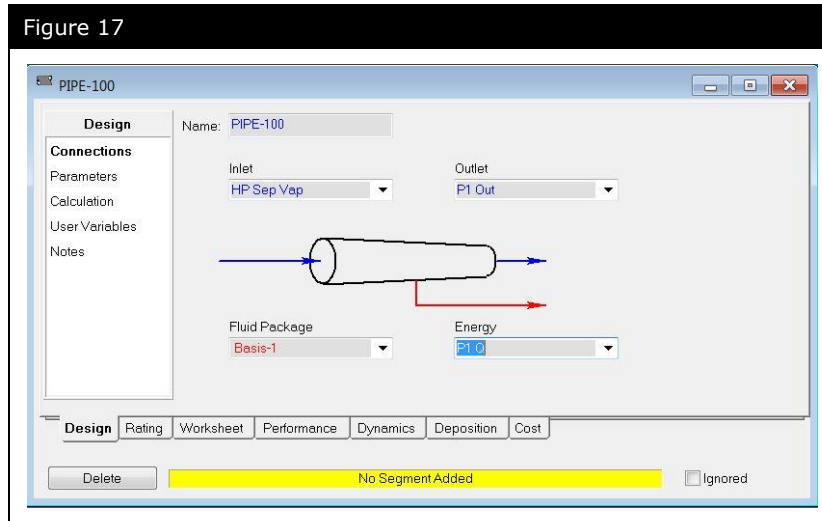 Figure 17
PIPE-100
Design
Connections
Parameters
Calculation
User Variables
Notes
Name: PIPE-100
Inlet
HP Sep Vap
Outlet
P1 Out
Fluid Package
Basis-1
Energy
P1 Q
Design Rating Worksheet Performance Dynamics Deposition Cost
Delete
No Segment Added
Ignored